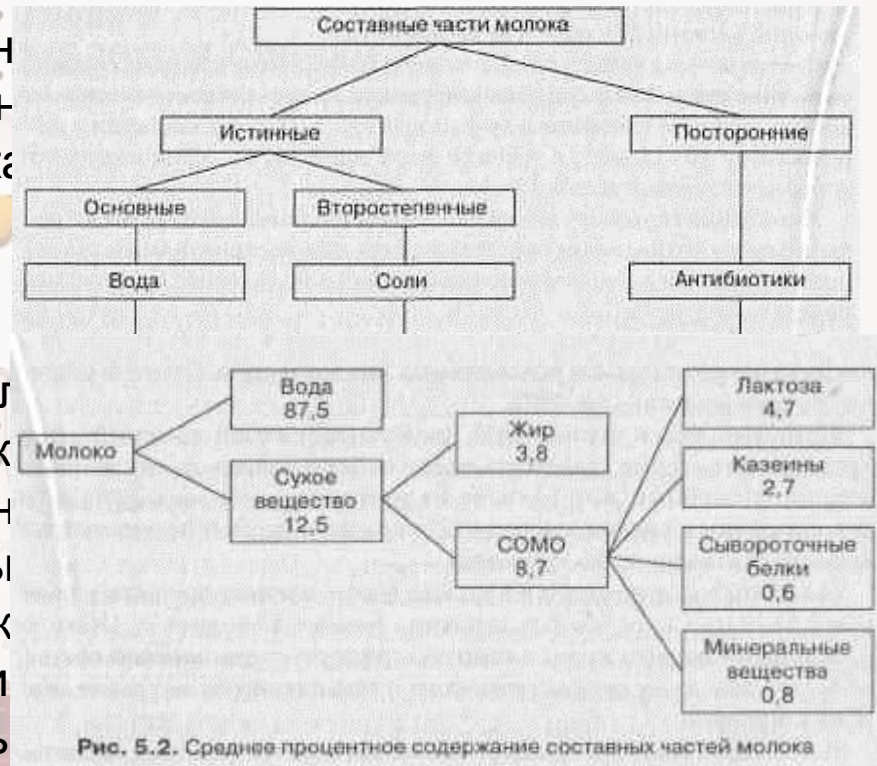 Составные части молока
Истинные
Посторонние
Основные
Второстепенные
Вода
Соли
Антибиотики
Вода
87,5
Молоко
Сухое
вещество
12,5
Жир
3,8
СОМО
8,7
Лактоза
4,7
Казеины
2,7
Сывороточные
белки
0,6
Минеральные
вещества
0,8
Рис. 5.2. Среднее процентное содержание составных частей молока